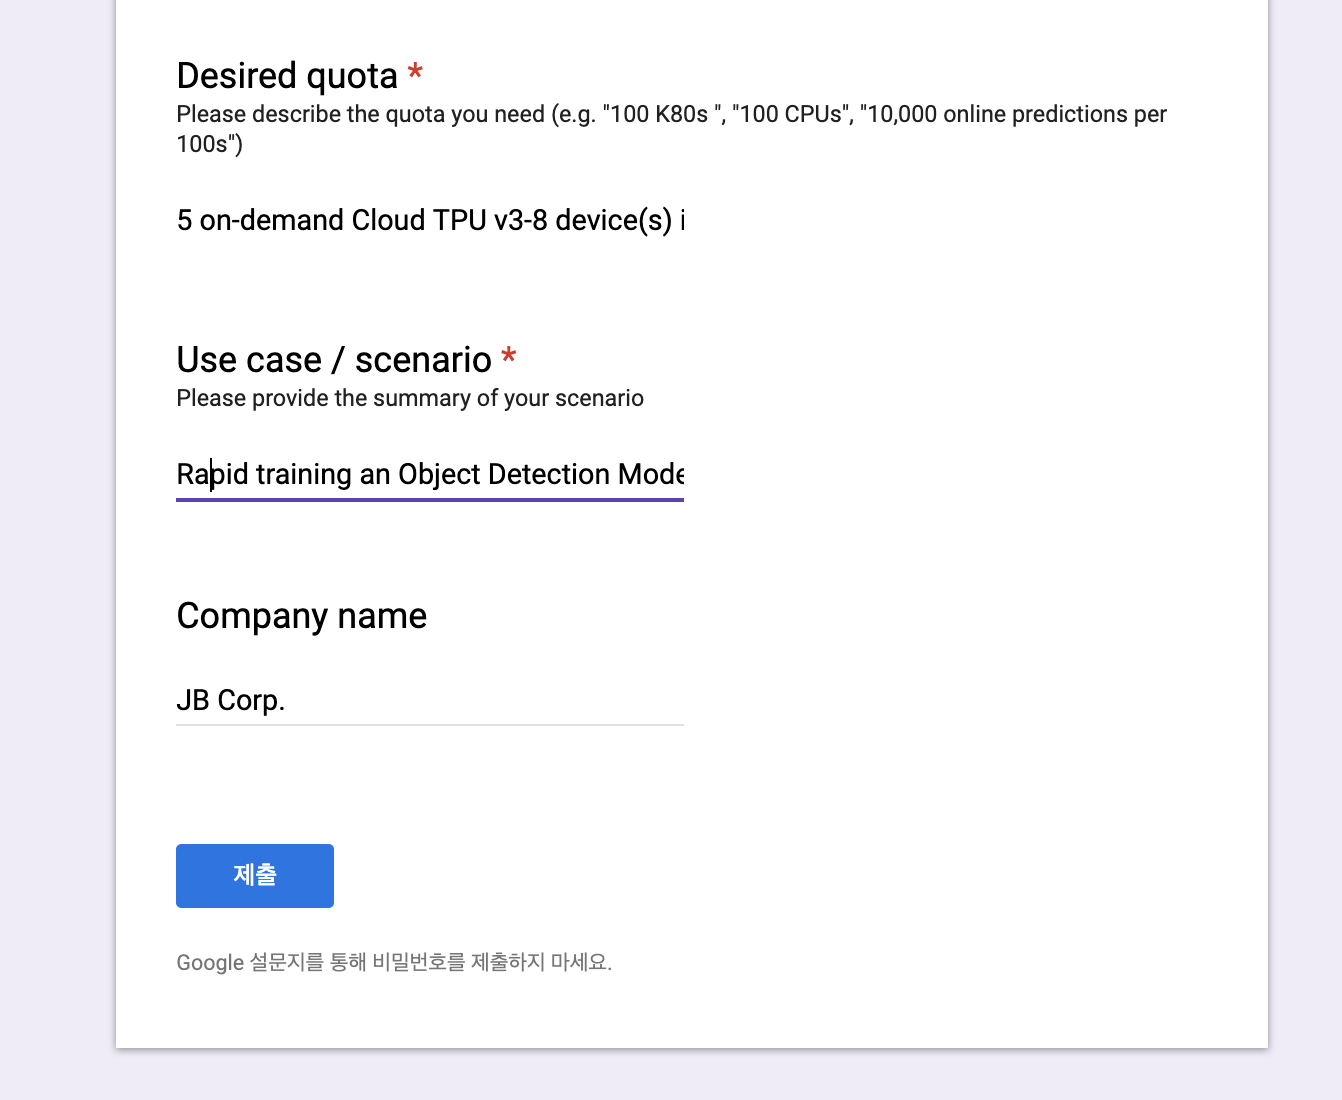 Desired quota *
Please describe the quota you need (e.g. "100 K80s ", "100 CPUs", "10,000 online predictions per
100s")
5 on-demand Cloud TPU v3-8 device(s) i
Use case / scenario *
Please provide the summary of your scenario
Rapid training an Object Detection Mode
Company name
JB Corp.
제출
Google 설문지를 통해 비밀번호를 제출하지 마세요.